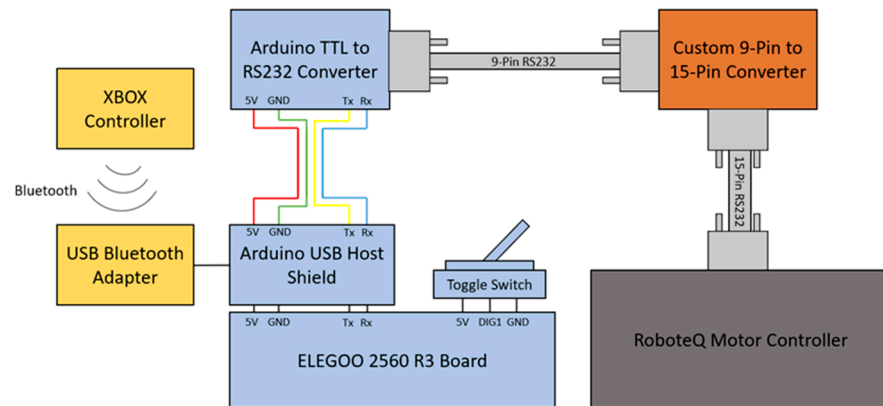 Arduino TTL to
RS232 Converter
5V GND Tx Rx
9-Pin RS232
Custom 9-Pin to
15-Pin Converter
XBOX
Controller
Bluetooth
USB Bluetooth
Adapter
5V GND Tx Rx
Arduino USB Host
Shield
15-Pin RS232
Toggle Switch
5V GND Tx Rx 5V DIG1 GND
ELEGOO 2560 R3 Board
RoboteQ Motor Controller